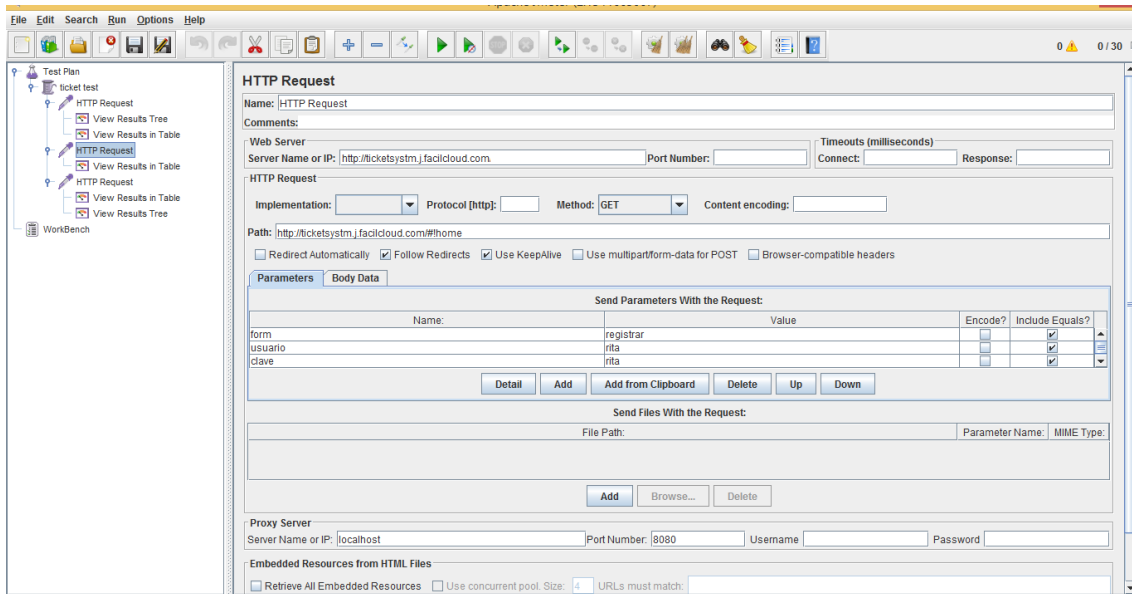 File Edit Search Run Options Help
0 0 / 30
Test Plan
ticket test
HTTP Request
View Results Tree
View Results in Table
HTTP Request
View Results in Table
View Results Tree
HTTP Request
View Results in Table
View Results Tree
WorkBench
HTTP Request
Name: HTTP Request
Comments:
Web Server
Server Name or IP: http://ticketsystm.j.facilcloud.com Port Number:
Timeouts (milliseconds)
Connect: Response:
HTTP Request
Implementation: Protocol [http]: Method: GET Content encoding:
Path: http://ticketsystm.j.facilcloud.com/#!home
Redirect Automatically Follow Redirects Use KeepAlive Use multipart/form-data for POST Browser-compatible headers
Parameters Body Data
Send Parameters With the Request:
Name: Value Encode? Include Equals?
form registrar
usuario rita
clave rita
Detail Add Add from Clipboard Delete Up Down
Send Files With the Request:
File Path: Parameter Name: MIME Type:
Add Browse... Delete
Proxy Server
Server Name or IP: localhost Port Number: 8080 Username Password
Embedded Resources from HTML Files
Retrieve All Embedded Resources Use concurrent pool. Size: 4 URLs must match: